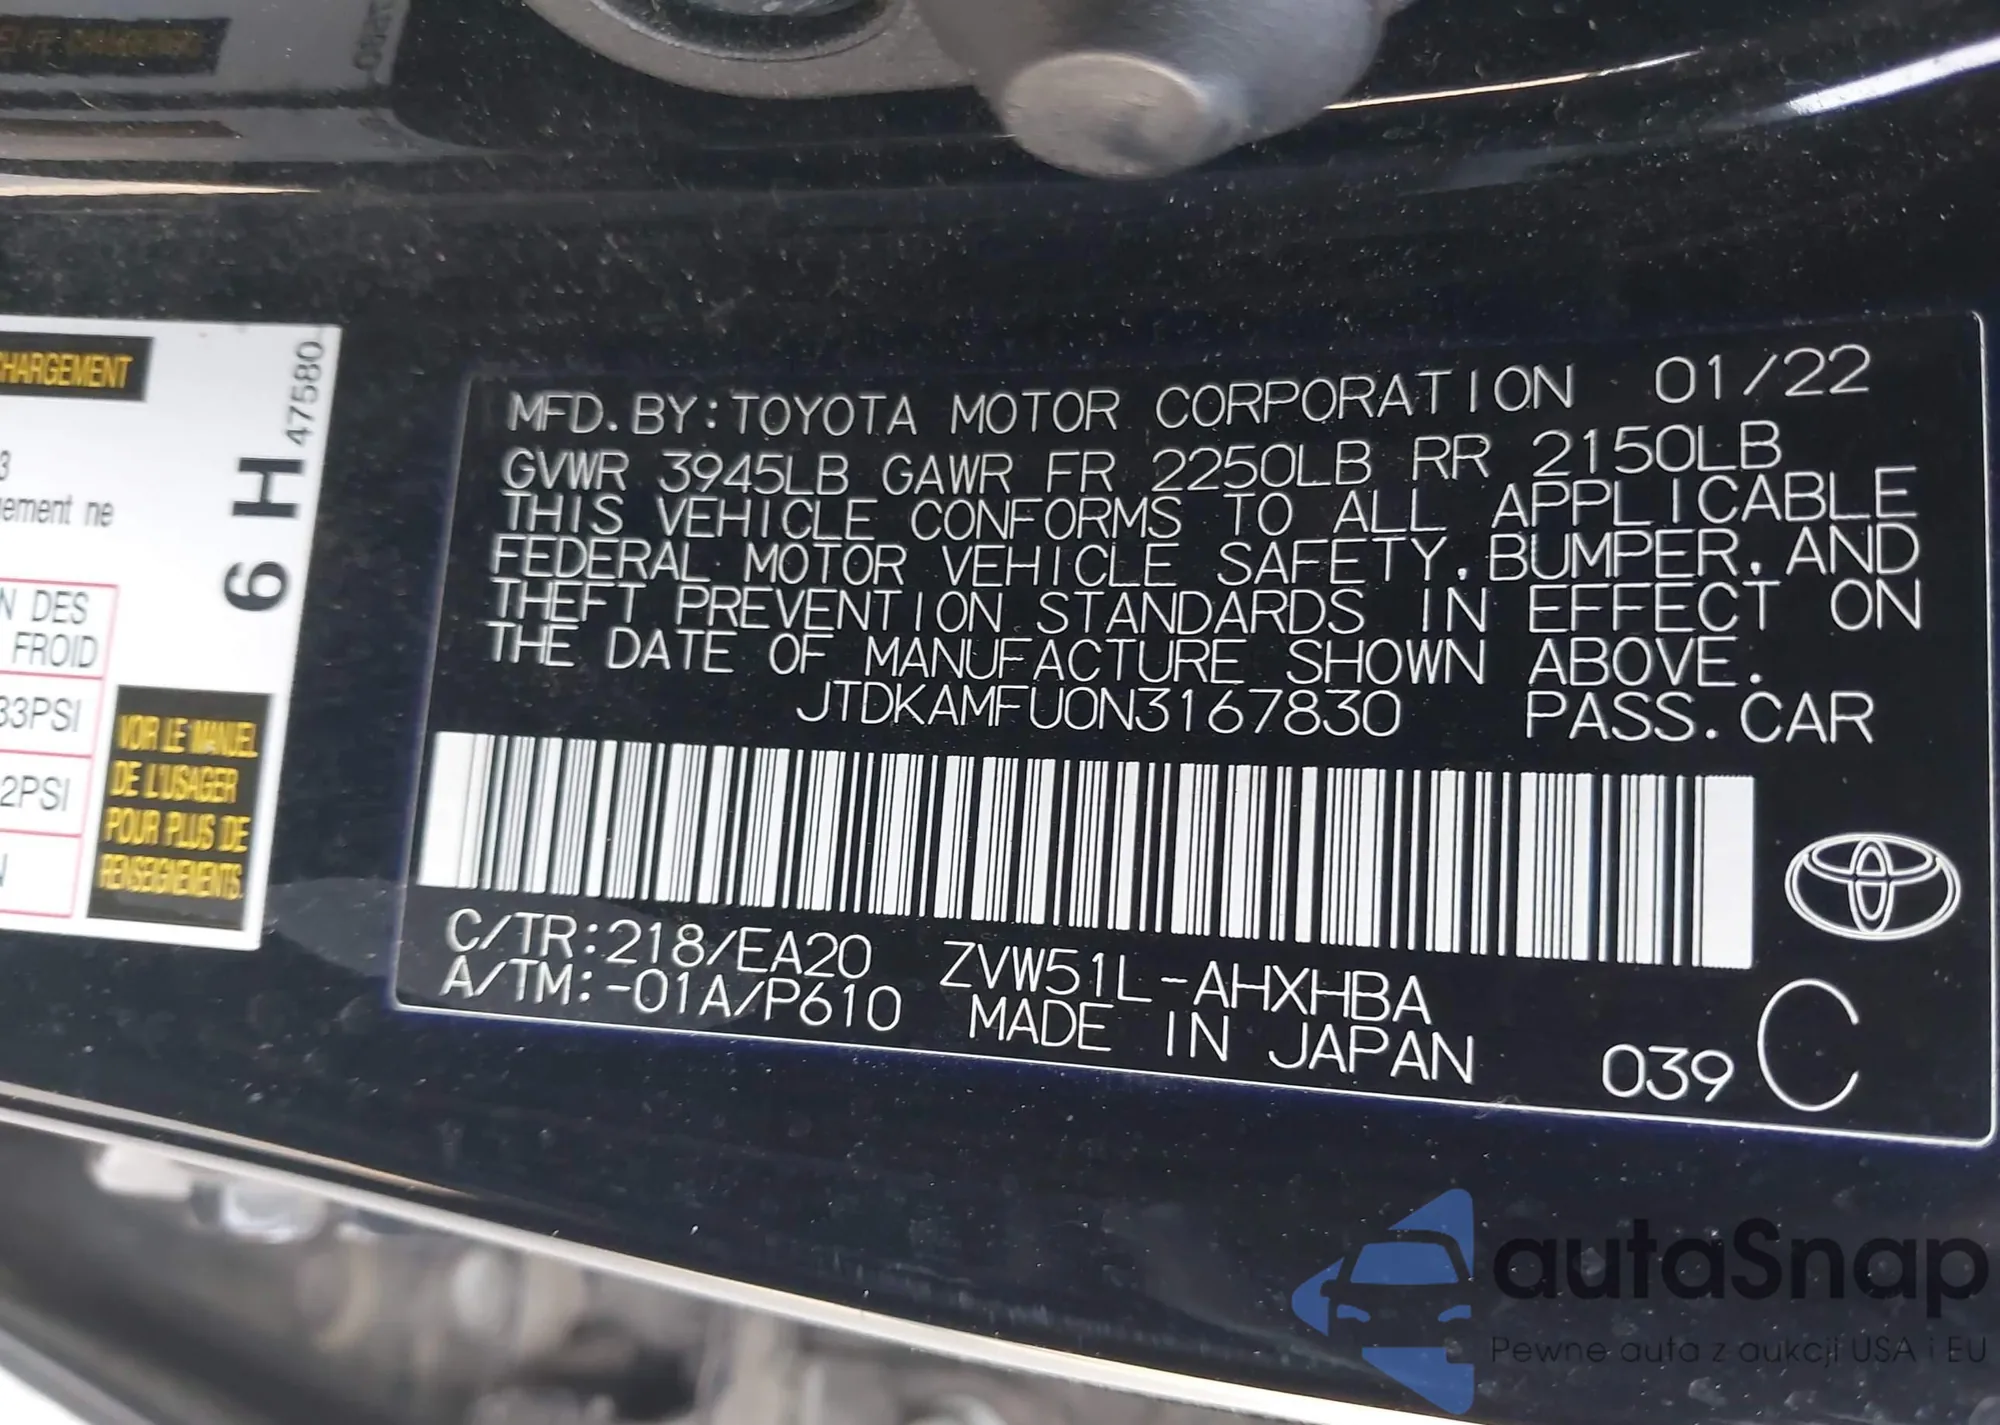 CHARGEMENT
47580
6 H
gement ne
N DES
FROID
33PSI
2PSI
VOIR LE MANUEL
DE L'USAGER
POUR PLUS DE
RENSEIGNEMENTS.
MFD.BY:TOYOTA MOTOR CORPORATION 01/22
GVWR 3945LB GAWR FR 2250LB RR 2150LB
THIS VEHICLE CONFORMS TO ALL APPLICABLE
FEDERAL MOTOR VEHICLE SAFETY, BUMPER, AND
THEFT PREVENTION STANDARDS IN EFFECT ON
THE DATE OF MANUFACTURE SHOWN ABOVE.
JTDKAMFU0N3167830 PASS.CAR
C/TR:218/EA20 ZVW51L-AHXHBA
A/TM:-01A/P610 MADE IN JAPAN
039 C
autaSnap
Pewne auta z aukcji USA i EU